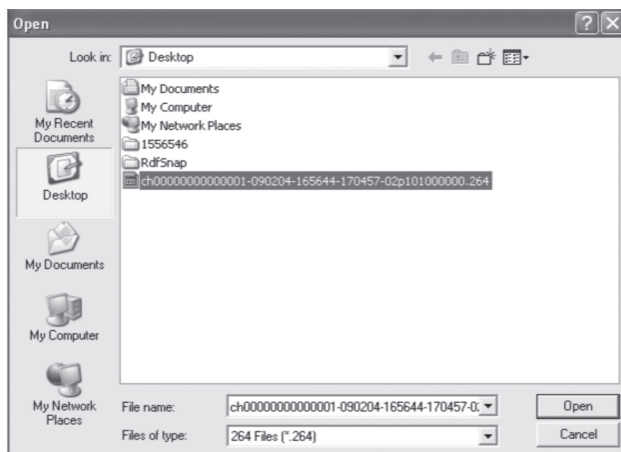 Open
Look in: Desktop
My Recent
Documents
Desktop
My Documents
My Computer
My Network
Places
My Documents
My Computer
My Network Places
1556546
RdfSnap
ch00000000000001-090204-165644-170457-02p101000000.264
File name: ch00000000000001-090204-165644-170457-0; Open
Files of type: 264 Files (*.264) Cancel